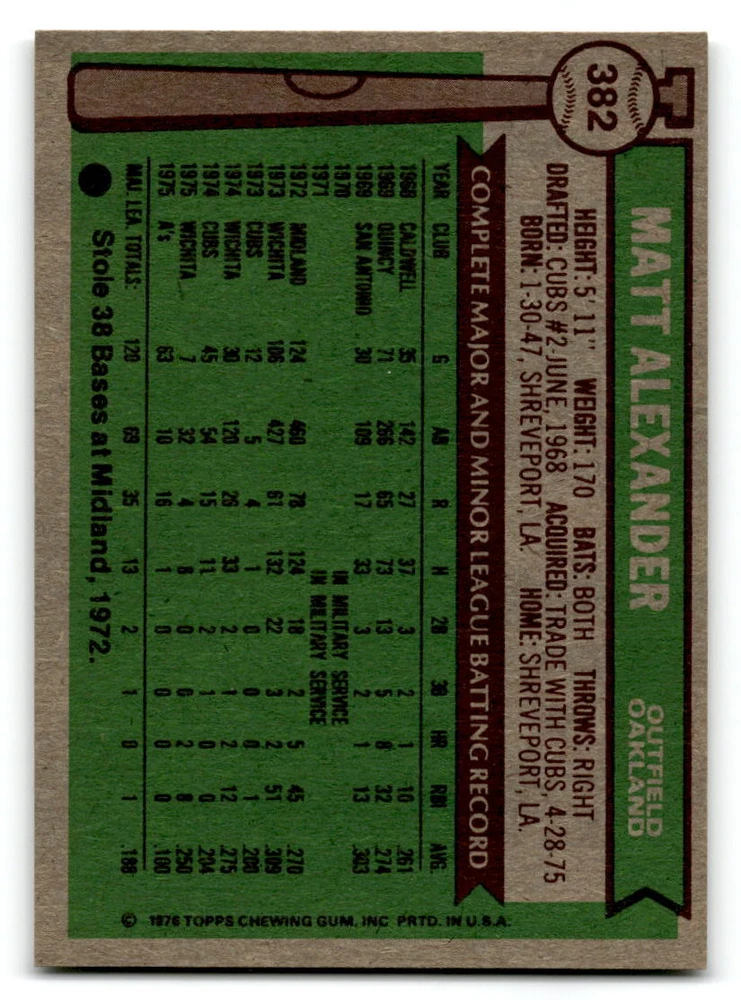 382
MATT ALEXANDER
OUTFIELD
OAKLAND
HEIGHT: 5' 11" WEIGHT: 170 BATS: BOTH THROWS: RIGHT
DRAFTED: CUBS #2-JUNE, 1968 ACQUIRED: TRADE WITH CUBS, 4-28-75
BORN: 1-30-47, SHREVEPORT, LA. HOME: SHREVEPORT, LA.
COMPLETE MAJOR AND MINOR LEAGUE BATTING RECORD
YEAR CLUB G AB R H 2B 3B HR RBI AVG.
1968 CALDWELL 35 142 27 37 3 2 1 10 .261
1969 QUINCY 71 266 65 73 13 5 8 32 .274
1969 SAN ANTONIO 30 109 17 33 3 2 1 13 .303
1970 IN MILITARY SERVICE
1971 IN MILITARY SERVICE
1972 MIDLAND 124 460 78 124 18 2 5 45 .270
1973 WICHITA 106 427 61 132 22 3 2 51 .309
1973 CUBS 12 5 4 1 0 0 0 1 .200
1974 WICHITA 30 120 26 33 2 1 2 12 .275
1974 CUBS 45 54 15 11 2 1 0 0 .204
1975 WICHITA 7 32 4 8 0 0 2 8 .250
1975 A's 63 10 16 1 0 0 0 0 .100
MAJ. LEA. TOTALS: 120 69 35 13 2 1 0 1 .188
Stole 38 Bases at Midland, 1972.
© 1976 TOPPS CHEWING GUM, INC PRTD. IN U.S.A.